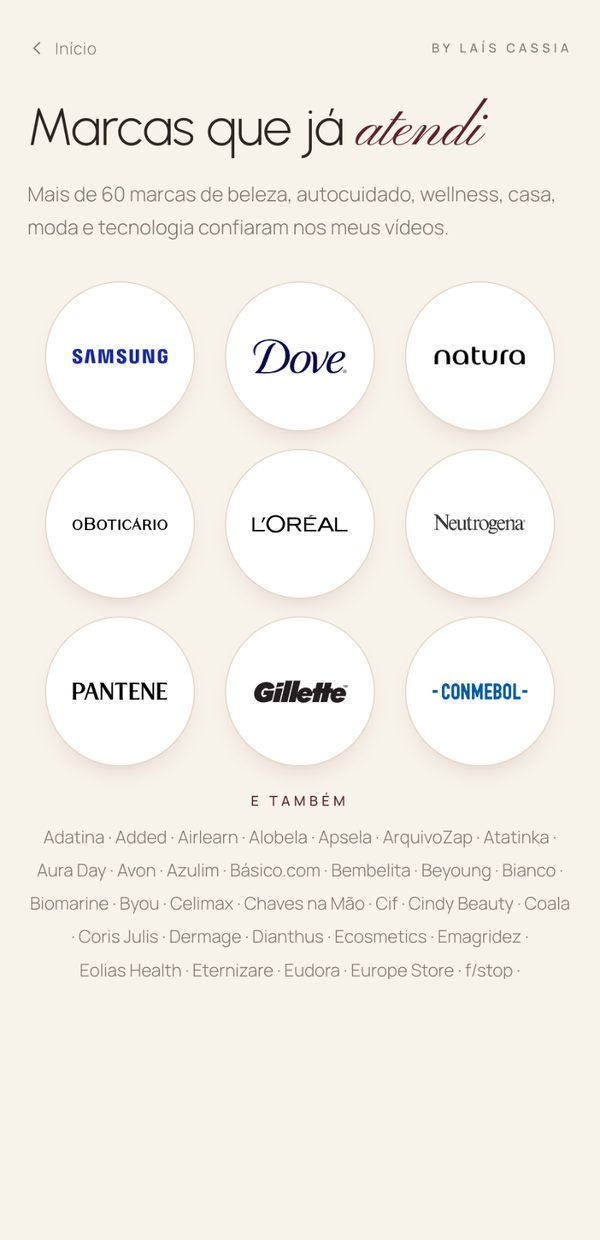 Início
BY LAÍS CASSIA
Marcas que já atendi
Mais de 60 marcas de beleza, autocuidado, wellness, casa,
moda e tecnologia confiaram nos meus vídeos.
SAMSUNG
Dove
natura
oBOTICÁRIO
L'ORÉAL
Neutrogena
PANTENE
Gillette
-CONMEBOL-
E TAMBÉM
Adatina · Added · Airlearn · Alobela · Apsela · ArquivoZap · Atatinka ·
Aura Day · Avon · Azulim · Básico.com · Bembelita · Beyoung · Bianco ·
Biomarine · Byou · Celimax · Chaves na Mão · Cif · Cindy Beauty · Coala
· Coris Julis · Dermage · Dianthus · Ecosmetics · Emagridez ·
Eolias Health · Eternizare · Eudora · Europe Store · f/stop ·